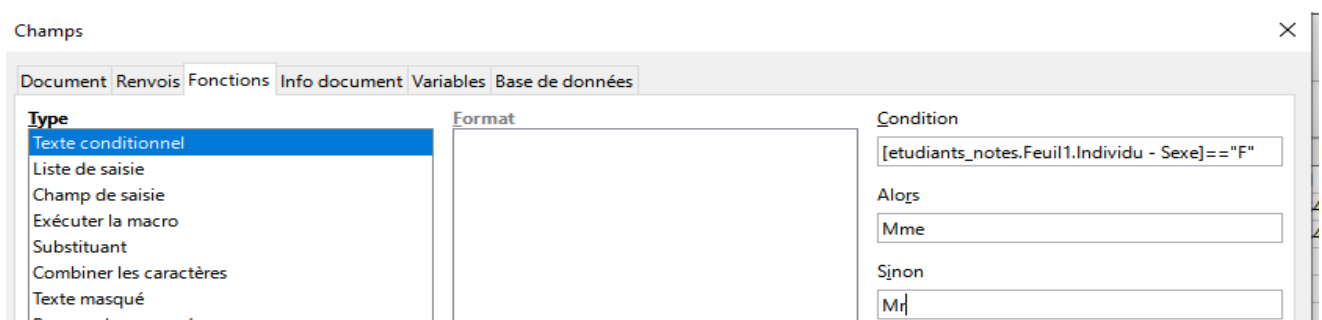 Champs
Document Renvois Fonctions Info document Variables Base de données
Type
Texte conditionnel
Liste de saisie
Champ de saisie
Exécuter la macro
Substituant
Combiner les caractères
Texte masqué
Format
Condition
[etudiants_notes.Feuil1.Individu - Sexe]=="F"
Alors
Mme
Sinon
Mr